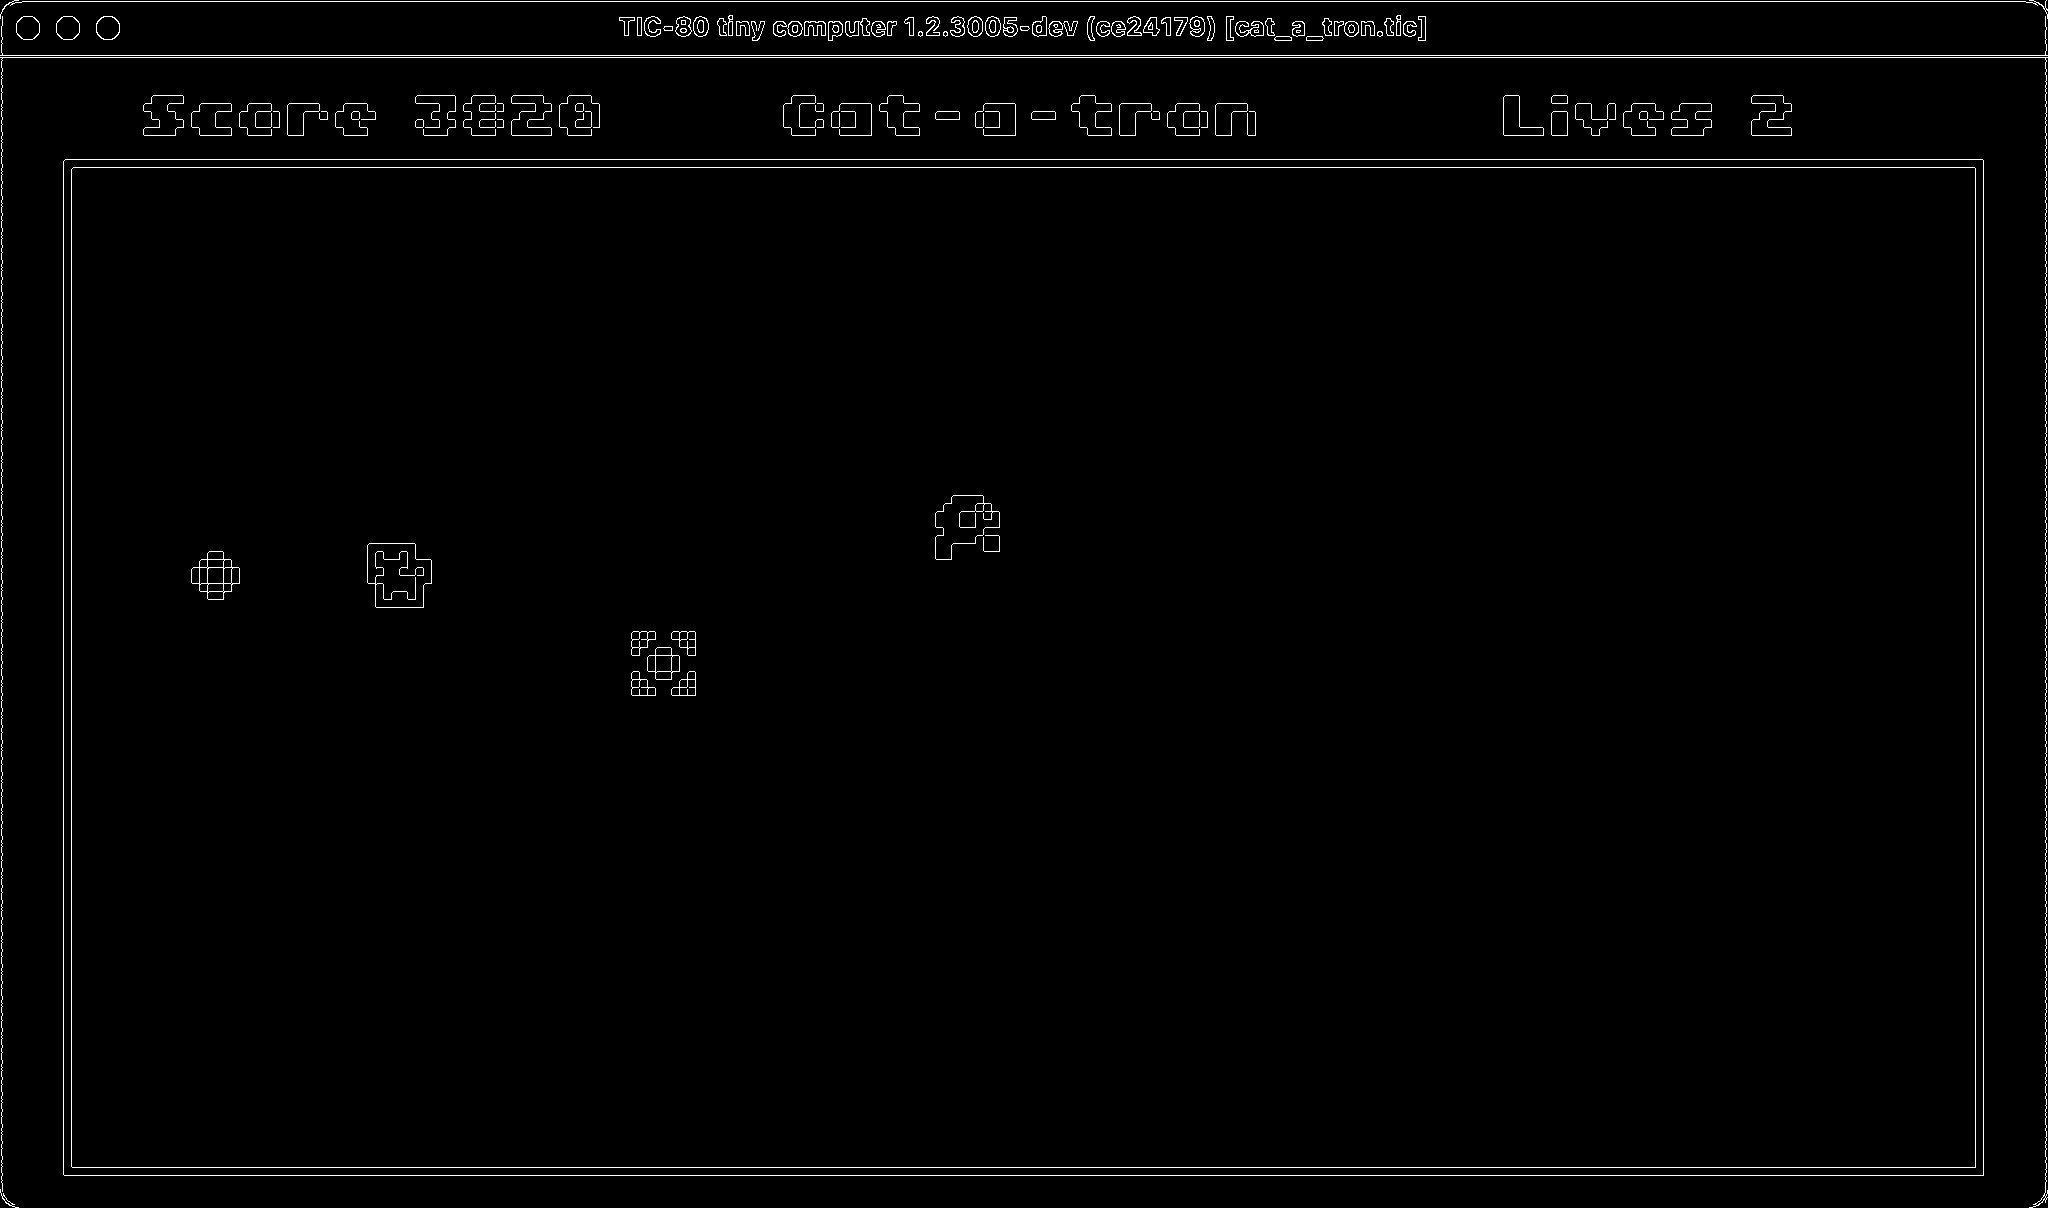 TIC-80 tiny computer 1.2.3005-dev (ce24179) [cat_a_tron.tic]
Score 3820 Cat-a-tron Lives 2